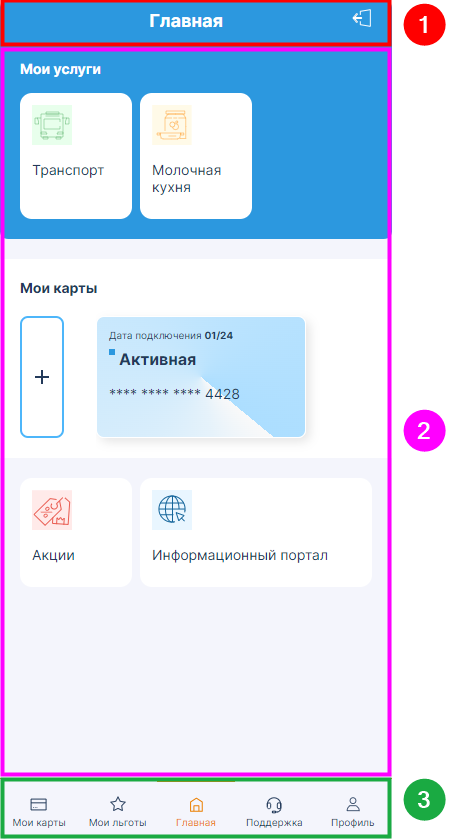 Главная
1
Мои услуги
Транспорт
Молочная
кухня
Мои карты
Дата подключения 01/24
Активная
+
**** **** **** 4428
2
Акции
Информационный портал
3
Мои карты
Мои льготы
Главная
Поддержка
Профиль